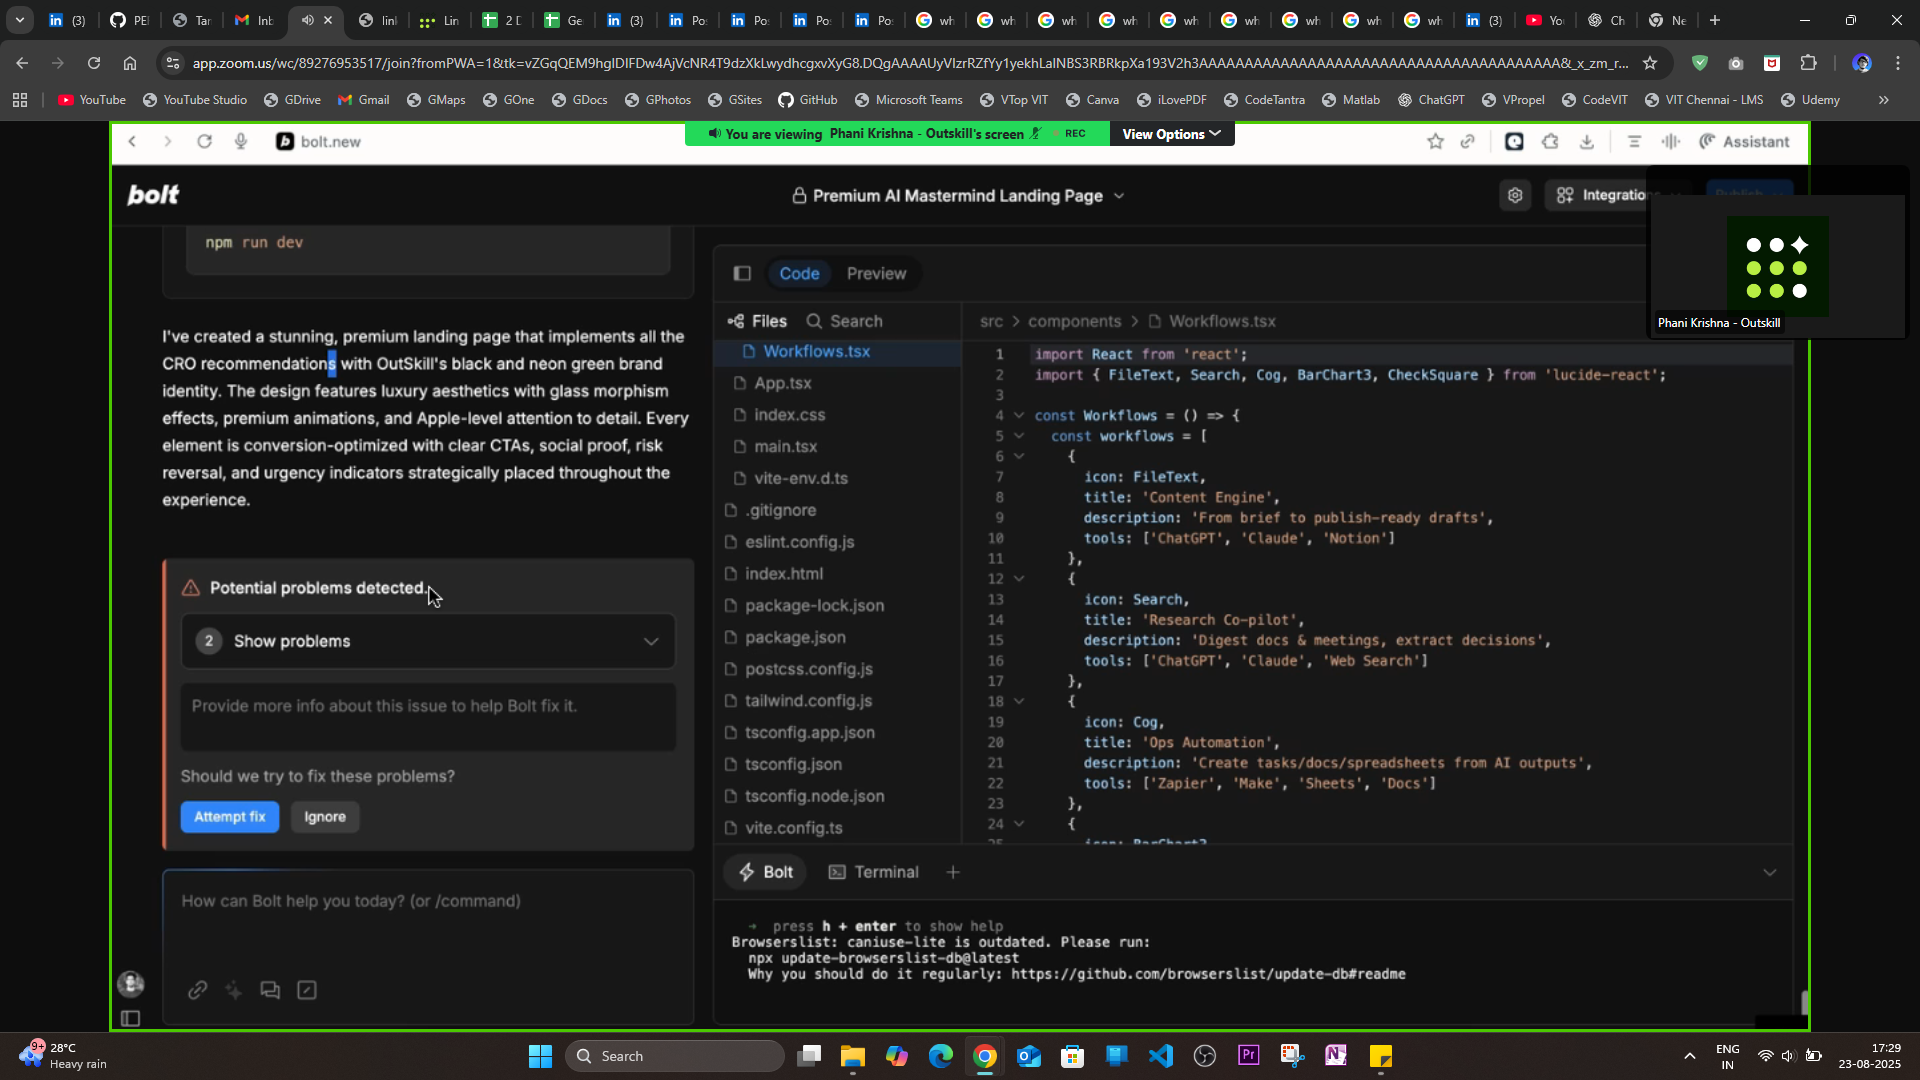 (3)
PE
Tar
Inb
link
Lin
2 D
Ge
(3)
Po
Po
Po
Po
wh
wh
wh
wh
wh
wh
wh
wh
wh
(3)
Yo
Ch
Ne
app.zoom.us/wc/89276953517/join?fromPWA=1&tk=
YouTube
YouTube Studio
GDrive
Gmail
GMaps
GOne
GDocs
GPhotos
GSites
GitHub
Microsoft Teams
VTop VIT
Canva
iLovePDF
CodeTantra
Matlab
ChatGPT
VPropel
CodeVIT
VIT Chennai - LMS
Udemy
bolt.new
You are viewing Phani Krishna - Outskill's screen
REC
View Options
Assistant
bolt
Premium AI Mastermind Landing Page
Integratio
Publish
Phani Krishna - Outskill
npm run dev
I've created a stunning, premium landing page that implements all the
CRO recommendations with OutSkill's black and neon green brand
identity. The design features luxury aesthetics with glass morphism
effects, premium animations, and Apple-level attention to detail. Every
element is conversion-optimized with clear CTAs, social proof, risk
reversal, and urgency indicators strategically placed throughout the
experience.
Potential problems detected.
2 Show problems
Provide more info about this issue to help Bolt fix it.
Should we try to fix these problems?
Attempt fix
Ignore
How can Bolt help you today? (or /command)
Code
Preview
Files
Search
Workflows.tsx
App.tsx
index.css
main.tsx
vite-env.d.ts
.gitignore
eslint.config.js
index.html
package-lock.json
package.json
postcss.config.js
tailwind.config.js
tsconfig.app.json
tsconfig.json
tsconfig.node.json
vite.config.ts
src > components > Workflows.tsx
1 import React from 'react';
2 import { FileText, Search, Cog, BarChart3, CheckSquare } from 'lucide-react';
3
4 const Workflows = () => {
5 const workflows = [
6 {
7 icon: FileText,
8 title: 'Content Engine',
9 description: 'From brief to publish-ready drafts',
10 tools: ['ChatGPT', 'Claude', 'Notion']
11 },
12 {
13 icon: Search,
14 title: 'Research Co-pilot',
15 description: 'Digest docs & meetings, extract decisions',
16 tools: ['ChatGPT', 'Claude', 'Web Search']
17 },
18 {
19 icon: Cog,
20 title: 'Ops Automation',
21 description: 'Create tasks/docs/spreadsheets from AI outputs',
22 tools: ['Zapier', 'Make', 'Sheets', 'Docs']
23 },
24 {
25 icon: BarChart3
Bolt
Terminal
→ press h + enter to show help
Browserslist: caniuse-lite is outdated. Please run:
npx update-browserslist-db@latest
Why you should do it regularly: https://github.com/browserslist/update-db#readme
9+
28°C
Heavy rain
Search
ENG
IN
17:29
23-08-2025